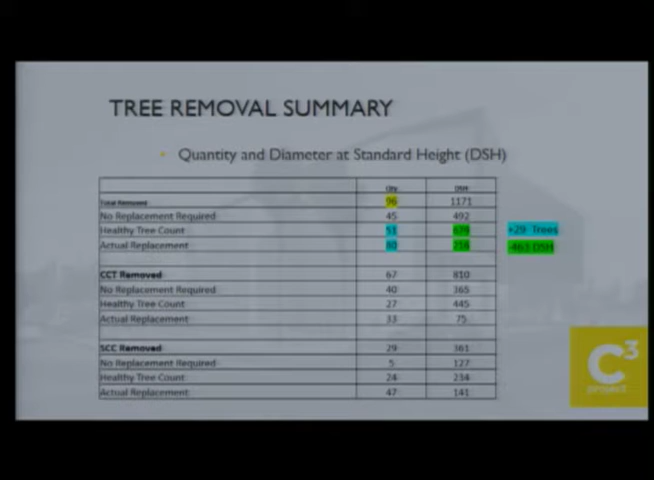 TREE REMOVAL SUMMARY
• Quantity and Diameter at Standard Height (DSH)
Qty DSH
Total Removed 96 1171
No Replacement Required 45 492
Healthy Tree Count 51 679 +29 Trees
Actual Replacement 80 216 -463 DSH
CCT Removed 67 810
No Replacement Required 40 365
Healthy Tree Count 27 445
Actual Replacement 33 75
SCC Removed 29 361
No Replacement Required 5 127
Healthy Tree Count 24 234
Actual Replacement 47 141
C3
project